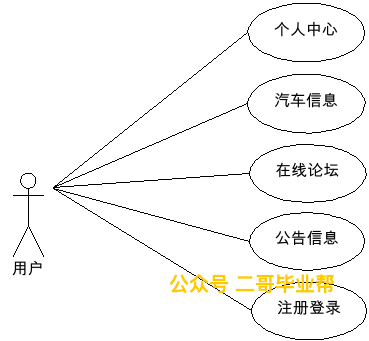 个人中心
汽车信息
在线论坛
公告信息
用户
公众号 二哥毕业帮
注册登录